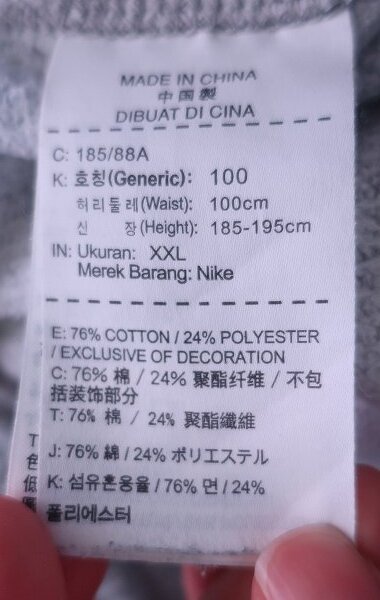 MADE IN CHINA
中国製
DIBUAT DI CINA
C: 185/88A
K: 호칭(Generic): 100
허리둘레(Waist): 100cm
신 장(Height): 185-195cm
IN: Ukuran: XXL
Merek Barang: Nike
E: 76% COTTON / 24% POLYESTER
/ EXCLUSIVE OF DECORATION
C: 76% 棉 / 24% 聚酯纤维 / 不包
括装饰部分
T: 76% 棉 / 24% 聚酯纖維
J: 76% 綿 / 24% ポリエステル
K: 섬유혼용율 / 76% 면 / 24%
폴리에스터
T
色
低